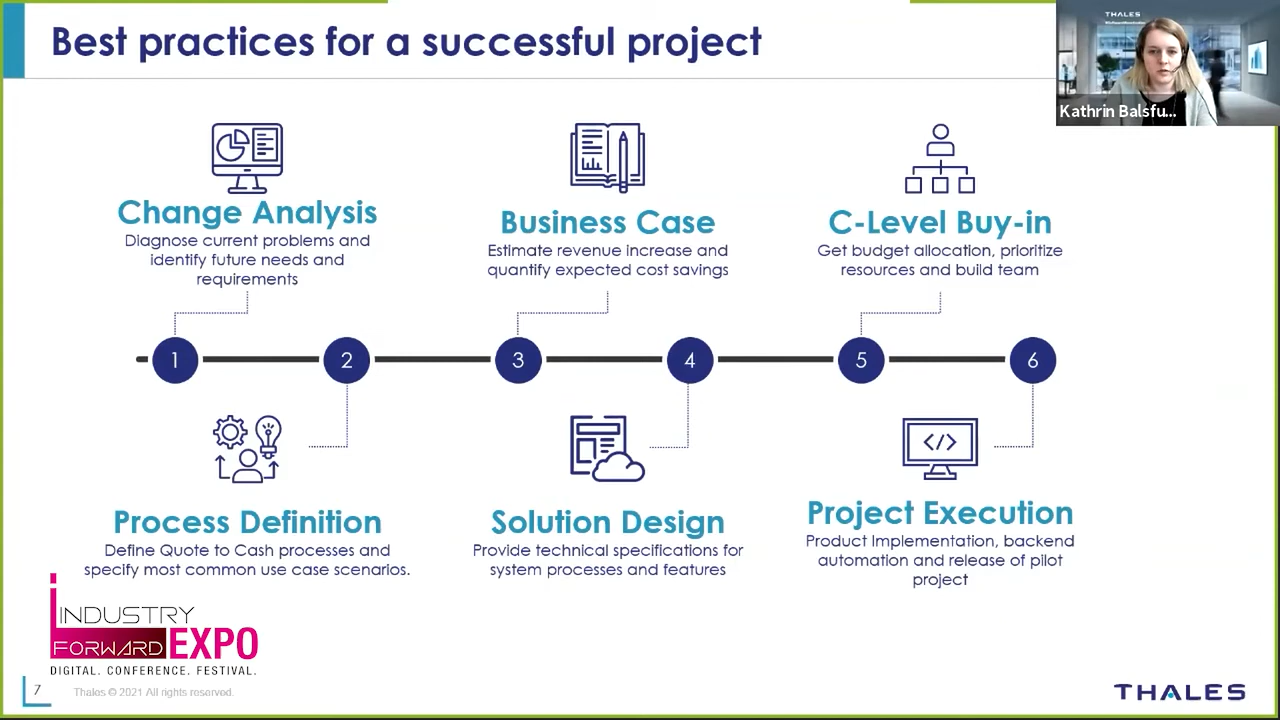 Best practices for a successful project
THALES
Kathrin Balsfu...
Change Analysis
Diagnose current problems and
identify future needs and
requirements
Business Case
Estimate revenue increase and
quantify expected cost savings
C-Level Buy-in
Get budget allocation, prioritize
resources and build team
1
2
3
4
5
6
Process Definition
Define Quote to Cash processes and
specify most common use case scenarios.
Solution Design
Provide technical specifications for
system processes and features
Project Execution
Product Implementation, backend
automation and release of pilot
project
INDUSTRY
FORWARD EXPO
DIGITAL. CONFERENCE. FESTIVAL.
7
Thales © 2021 All rights reserved.
THALES